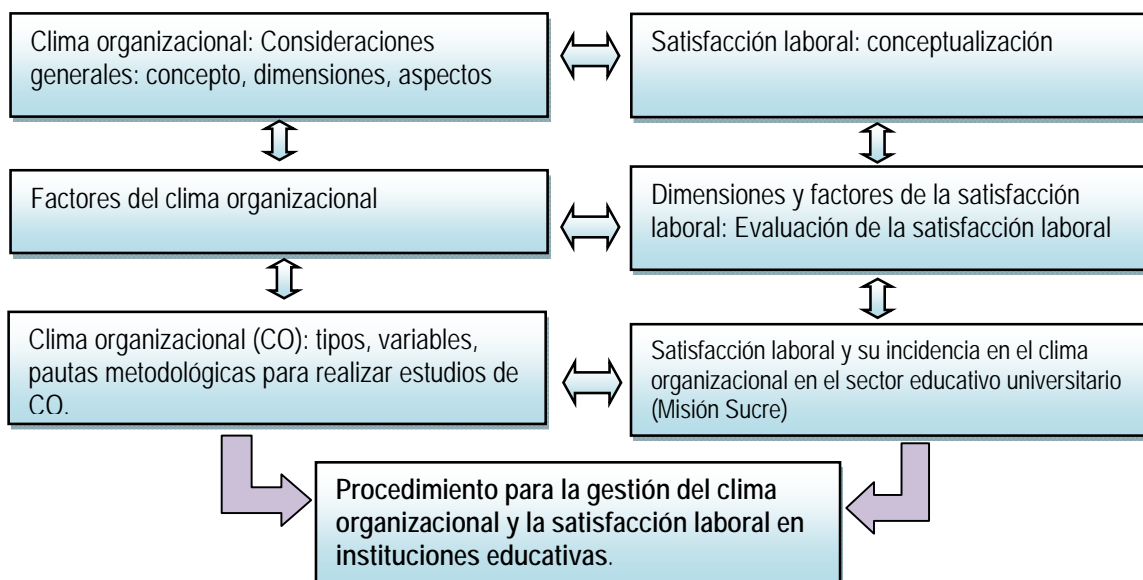 Clima organizacional: Consideraciones
generales: concepto, dimensiones, aspectos
Satisfacción laboral: conceptualización
Factores del clima organizacional
Dimensiones y factores de la satisfacción
laboral: Evaluación de la satisfacción laboral
Clima organizacional (CO): tipos, variables,
pautas metodológicas para realizar estudios de
CO.
Satisfacción laboral y su incidencia en el clima
organizacional en el sector educativo universitario
(Misión Sucre)
Procedimiento para la gestión del clima
organizacional y la satisfacción laboral en
instituciones educativas.